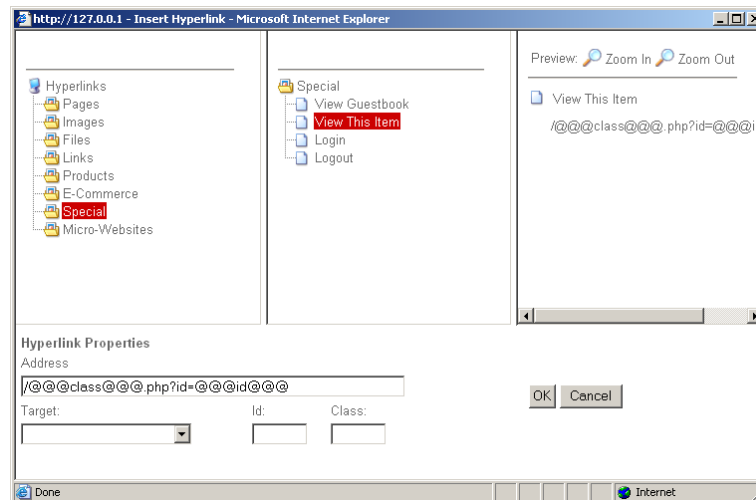 http://127.0.0.1 - Insert Hyperlink - Microsoft Internet Explorer
Hyperlinks
Pages
Images
Files
Links
Products
E-Commerce
Special
Micro-Websites
Special
View Guestbook
View This Item
Login
Logout
Preview: Zoom In Zoom Out
View This Item
/@@@class@@@.php?id=@@@i
Hyperlink Properties
Address
/@@@class@@@.php?id=@@@id@@@
Target: Id: Class:
OK Cancel
Done Internet